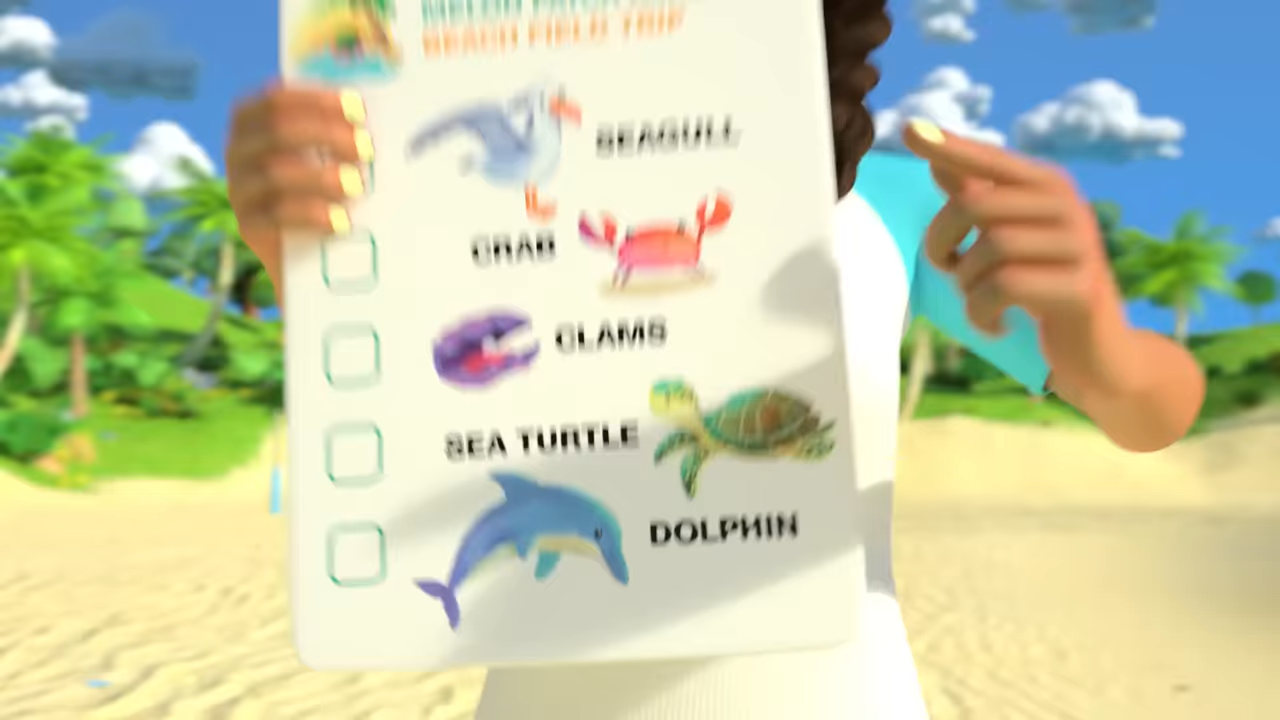 BEACH FIELD TRIP
SEAGULL
CRAB
CLAMS
SEA TURTLE
DOLPHIN